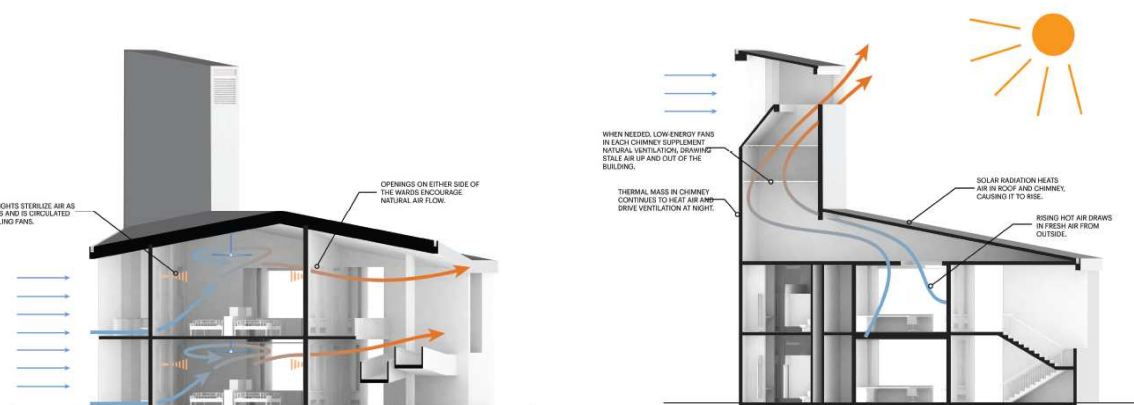 IGHTS STERILIZE AIR AS
S AND IS CIRCULATED
LING FANS.
OPENINGS ON EITHER SIDE OF
THE WARDS ENCOURAGE
NATURAL AIR FLOW.
WHEN NEEDED, LOW-ENERGY FANS
IN EACH CHIMNEY SUPPLEMENT
NATURAL VENTILATION, DRAWING
STALE AIR UP AND OUT OF THE
BUILDING.
THERMAL MASS IN CHIMNEY
CONTINUES TO HEAT AIR AND
DRIVE VENTILATION AT NIGHT.
SOLAR RADIATION HEATS
AIR IN ROOF AND CHIMNEY,
CAUSING IT TO RISE.
RISING HOT AIR DRAWS
IN FRESH AIR FROM
OUTSIDE.